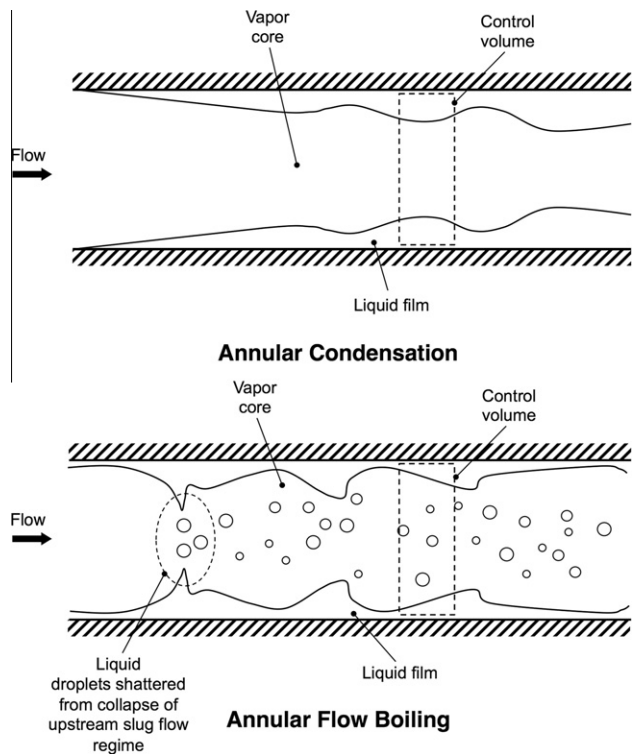 Vapor
core
Control
volume
Flow
Liquid film
Annular Condensation
Vapor
core
Control
volume
Flow
Liquid
droplets shattered
from collapse of
upstream slug flow
regime
Liquid film
Annular Flow Boiling